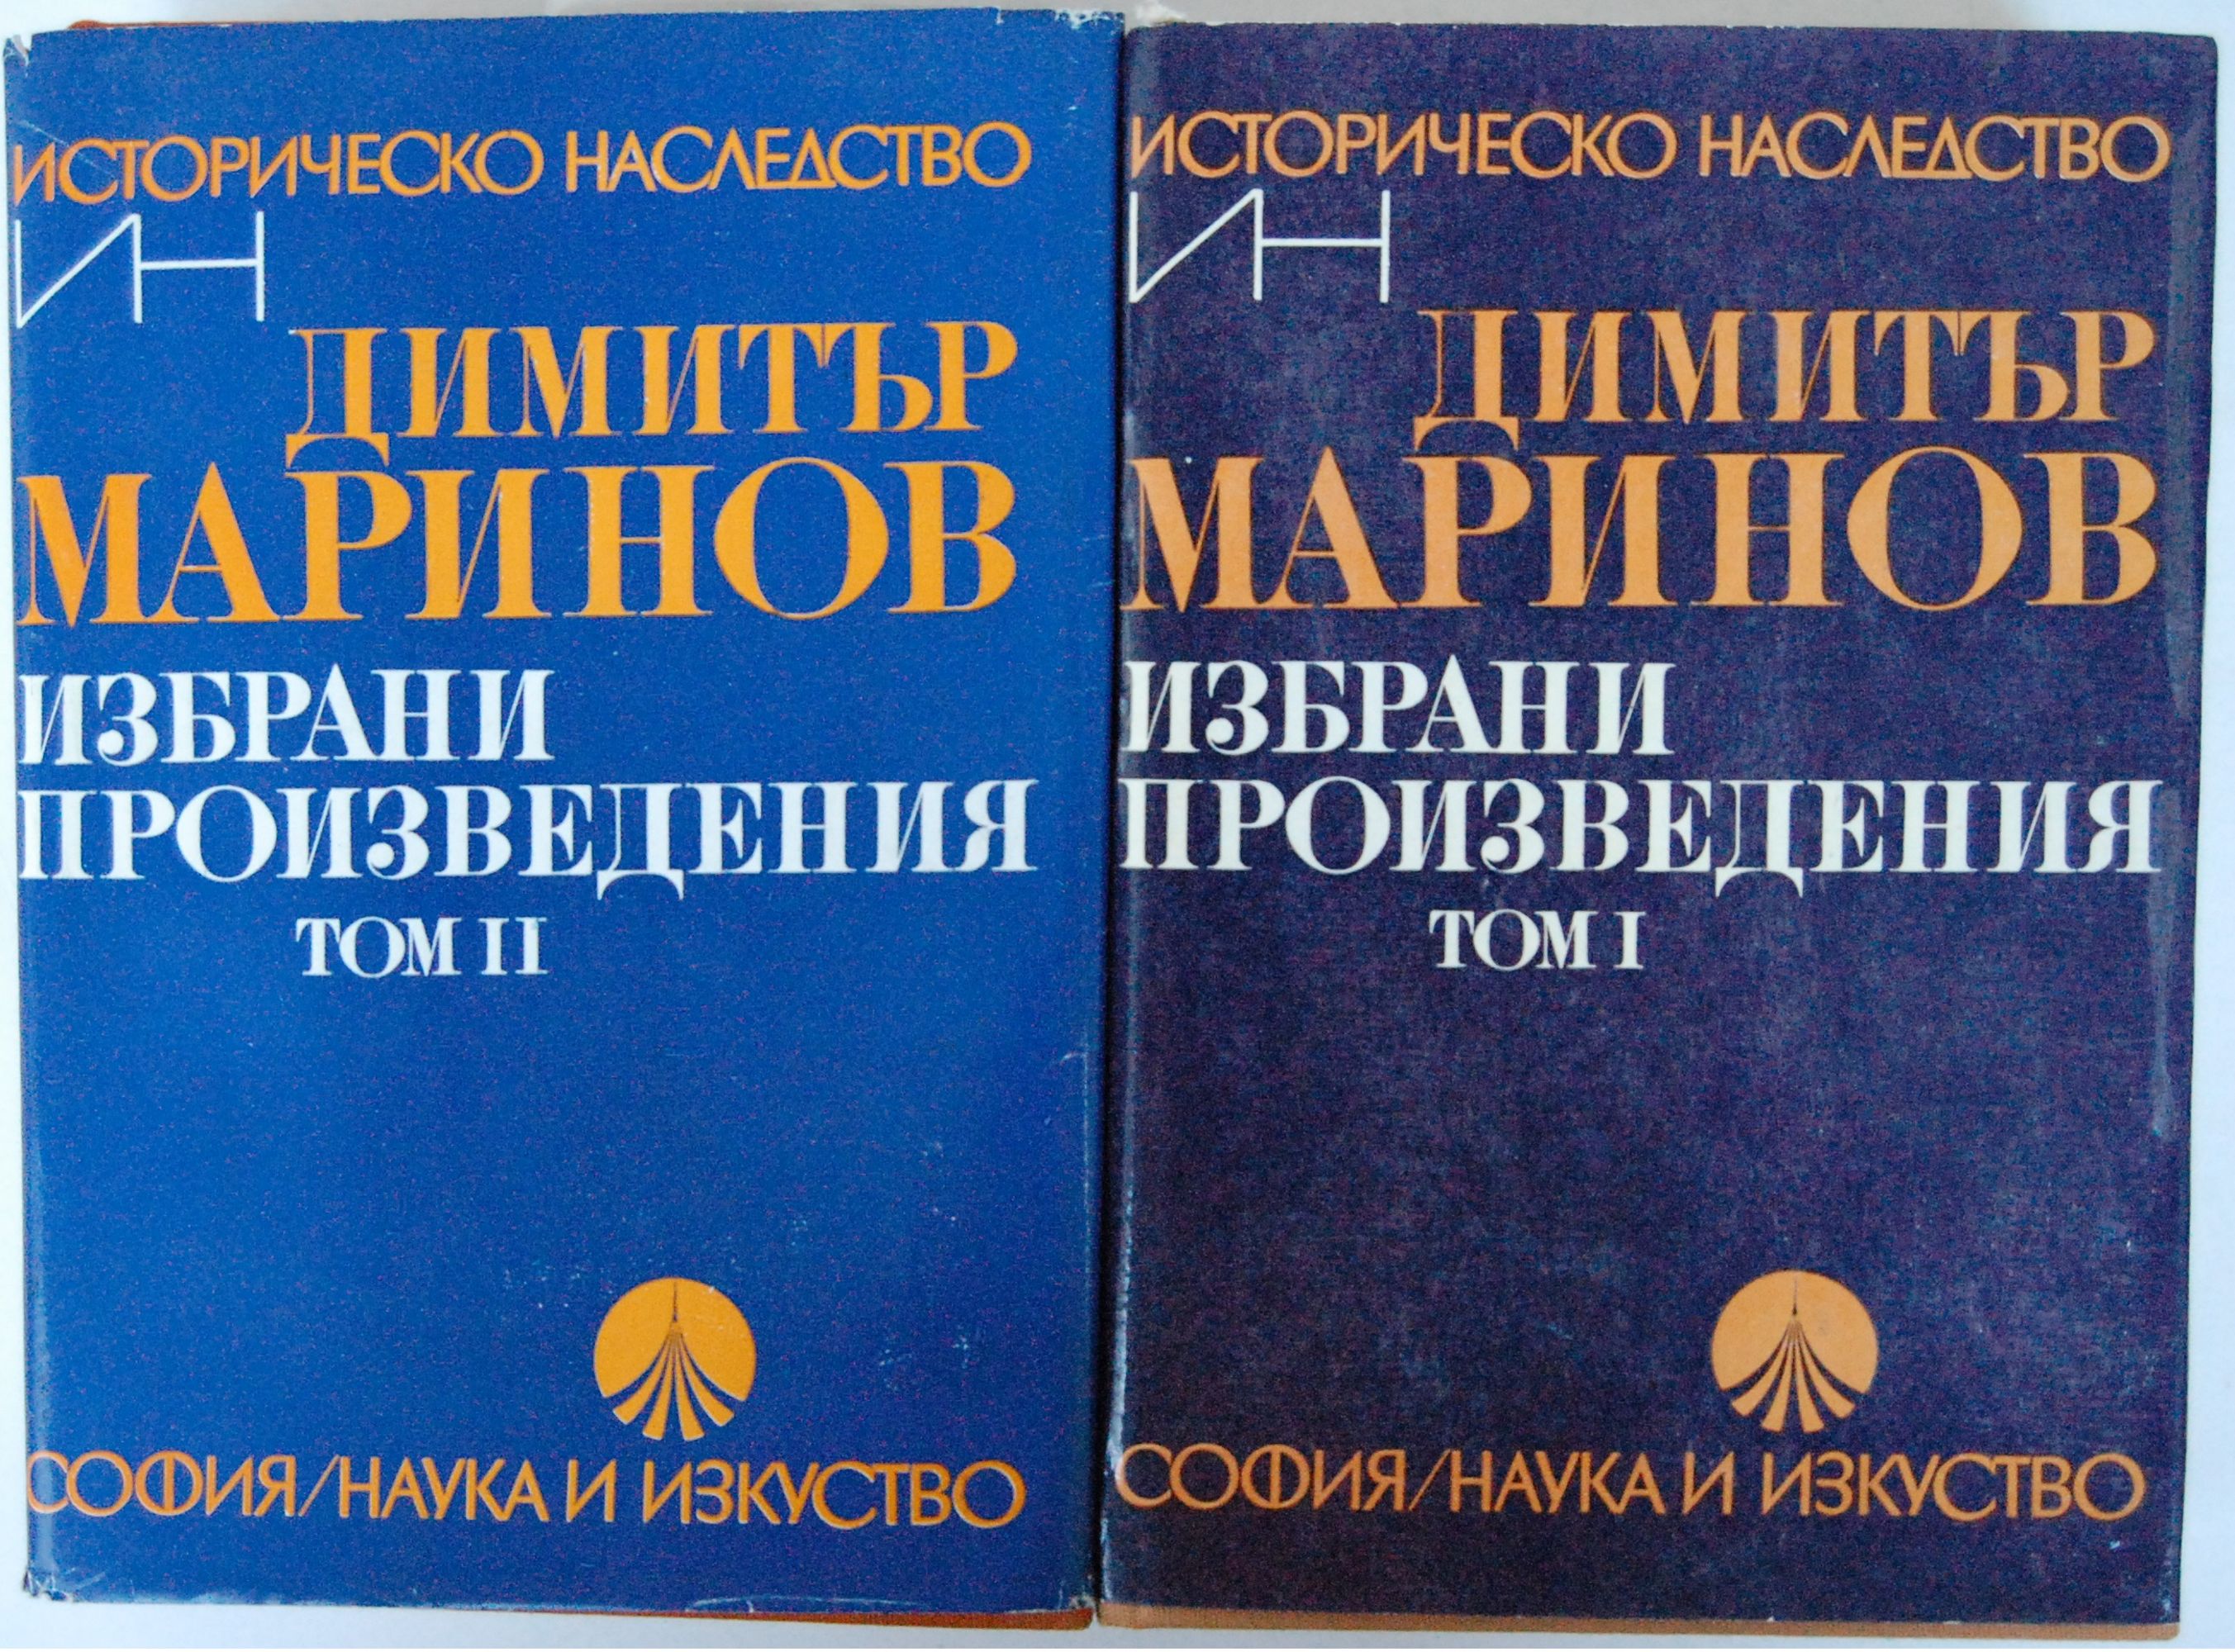 ИСТОРИЧЕСКО НАСЛЕДСТВО
ИН
ДИМИТЪР
МАРИНОВ
ИЗБРАНИ
ПРОИЗВЕДЕНИЯ
ТОМ II
СОФИЯ/НАУКА И ИЗКУСТВО
ИСТОРИЧЕСКО НАСЛЕДСТВО
ИН
ДИМИТЪР
МАРИНОВ
ИЗБРАНИ
ПРОИЗВЕДЕНИЯ
ТОМ I
СОФИЯ/НАУКА И ИЗКУСТВО